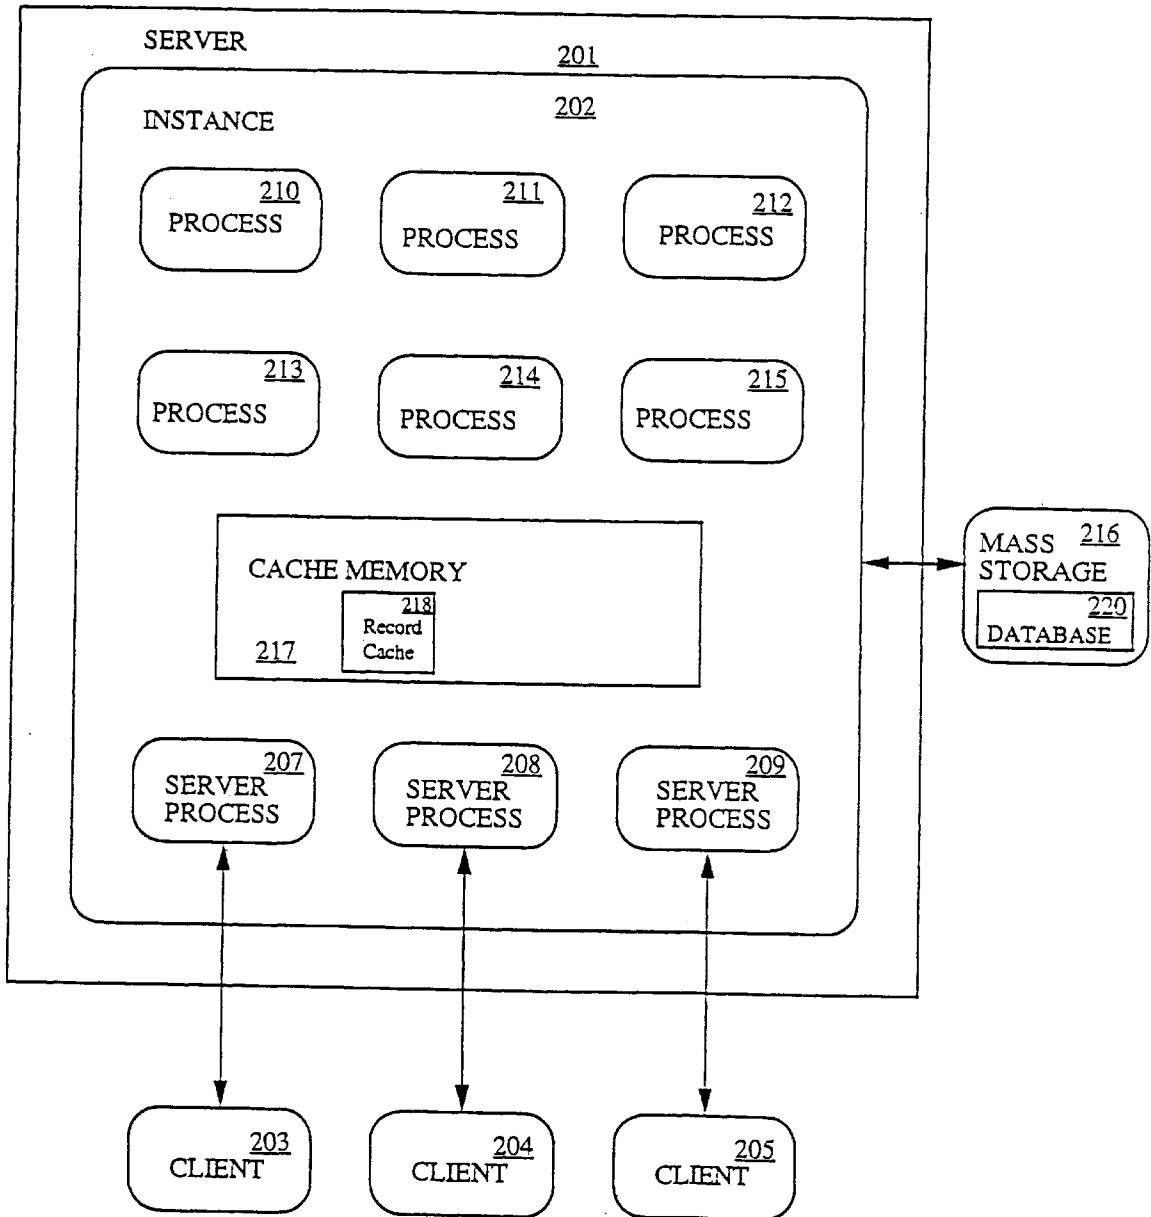 SERVER
201
202
INSTANCE
210
PROCESS
211
PROCESS
212
PROCESS
213
PROCESS
214
PROCESS
215
PROCESS
MASS 216
STORAGE
220
DATABASE
CACHE MEMORY
218
Record
Cache
217
207
SERVER
PROCESS
208
SERVER
PROCESS
209
SERVER
PROCESS
203
CLIENT
204
CLIENT
205
CLIENT